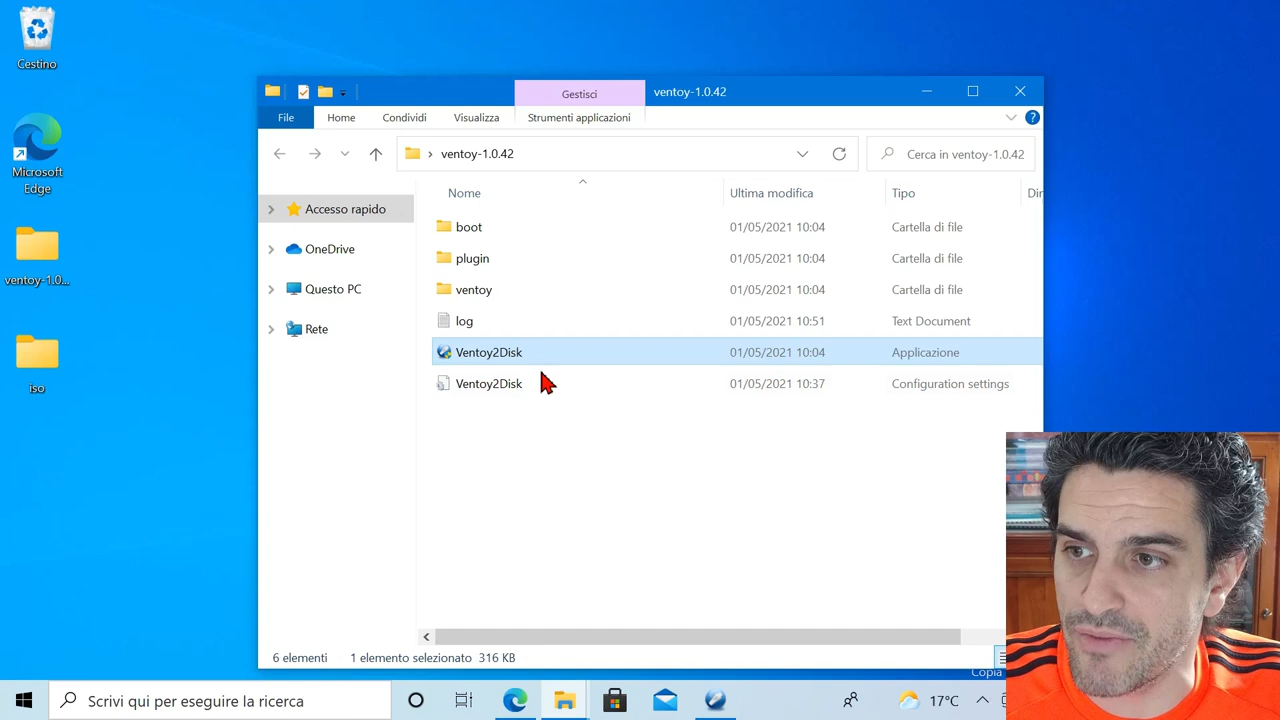 Cestino
Microsoft
Edge
ventoy-1.0...
iso
Gestisci
ventoy-1.0.42
File
Home
Condividi
Visualizza
Strumenti applicazioni
?
ventoy-1.0.42
Cerca in ventoy-1.0.42
Accesso rapido
OneDrive
Questo PC
Rete
Nome
Ultima modifica
Tipo
Din
boot
01/05/2021 10:04
Cartella di file
plugin
01/05/2021 10:04
Cartella di file
ventoy
01/05/2021 10:04
Cartella di file
log
01/05/2021 10:51
Text Document
Ventoy2Disk
01/05/2021 10:04
Applicazione
Ventoy2Disk
01/05/2021 10:37
Configuration settings
6 elementi
1 elemento selezionato 316 KB
Copia
Scrivi qui per eseguire la ricerca
17°C